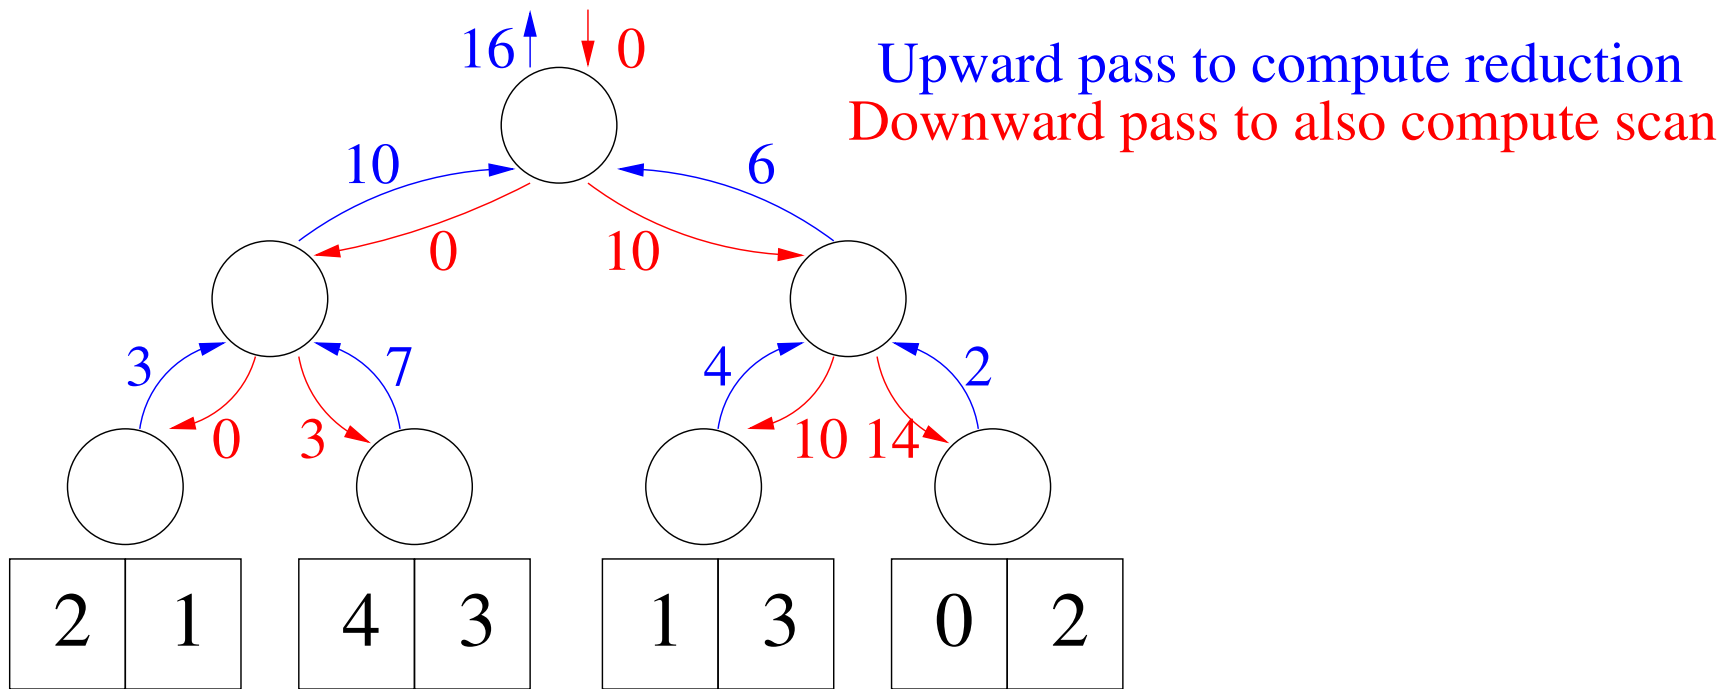 16 0
Upward pass to compute reduction
Downward pass to also compute scan
10 6
0 10
3 7 4 2
0 3 10 14
2 1 4 3 1 3 0 2